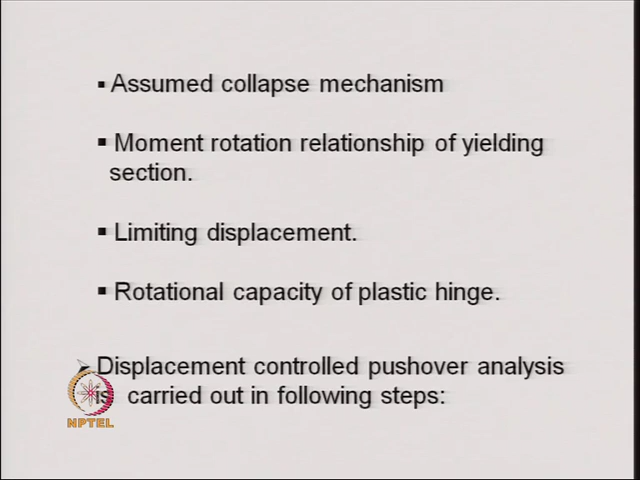 ▪ Assumed collapse mechanism
▪ Moment rotation relationship of yielding
section.
▪ Limiting displacement.
▪ Rotational capacity of plastic hinge.
➢ Displacement controlled pushover analysis
is carried out in following steps:
NPTEL